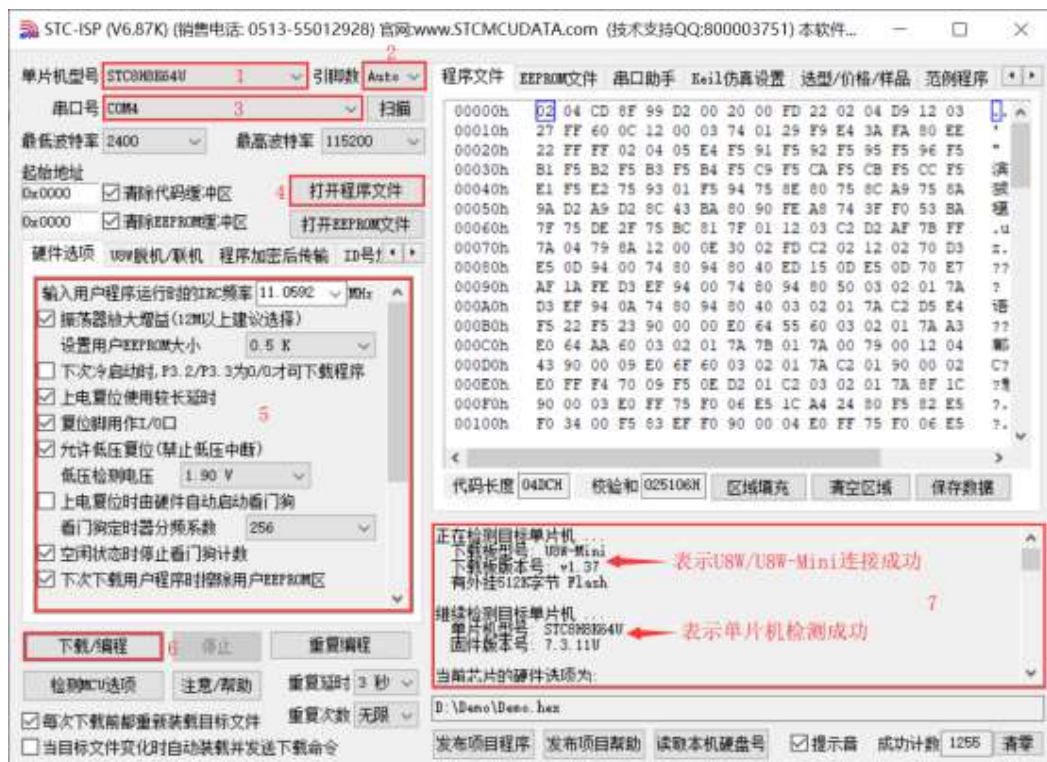 STC-ISP (V6.87K) (销售电话: 0513-55012928) 官网:www.STCMCUDATA.com (技术支持QQ:800003751) 本软件...
2
单片机型号 STC8H8K64U 1 引脚数 Auto
串口号 COM4 3 扫描
最低波特率 2400 最高波特率 115200
起始地址
0x0000 清除代码缓冲区 4 打开程序文件
0x0000 清除EEPROM缓冲区 打开EEPROM文件
硬件选项 U8W脱机/联机 程序加密后传输 ID号
输入用户程序运行时的IRC频率 11.0592 MHz
振荡器放大增益(12M以上建议选择)
设置用户EEPROM大小 0.5 K
下次冷启动时,P3.2/P3.3为0/0才可下载程序
上电复位使用较长延时
5
复位脚用作I/O口
允许低压复位(禁止低压中断)
低压检测电压 1.90 V
上电复位时由硬件自动启动看门狗
看门狗定时器分频系数 256
空闲状态时停止看门狗计数
下次下载用户程序时擦除用户EEPROM区
下载/编程 6 停止 重复编程
检测MCU选项 注意/帮助 重复延时 3 秒
每次下载前都重新装载目标文件 重复次数 无限
当目标文件变化时自动装载并发送下载命令
程序文件 EEPROM文件 串口助手 Keil仿真设置 选型/价格/样品 范例程序
00000h 02 04 CD 8F 99 D2 00 20 00 FD 22 02 04 D9 12 03
00010h 27 FF 60 0C 12 00 03 74 01 29 F9 E4 3A FA 80 EE
00020h 22 FF FF 02 04 05 E4 F5 91 F5 92 F5 95 F5 96 F5
00030h B1 F5 B2 F5 B3 F5 B4 F5 C9 F5 CA F5 CB F5 CC F5
00040h E1 F5 E2 75 93 01 F5 94 75 8E 80 75 8C A9 75 8A
00050h 9A D2 A9 D2 8C 43 BA 80 90 FE A8 74 3F F0 53 BA
00060h 7F 75 DE 2F 75 BC 81 7F 01 12 03 C2 D2 AF 7B FF .u
00070h 7A 04 79 8A 12 00 0E 30 02 FD C2 02 12 02 70 D3 z.
00080h E5 0D 94 00 74 80 94 80 40 ED 15 0D E5 0D 70 E7 ??
00090h AF 1A FE D3 EF 94 00 74 80 94 80 50 03 02 01 7A ?
000A0h D3 EF 94 0A 74 80 94 80 40 03 02 01 7A C2 D5 E4 语
000B0h F5 22 F5 23 90 00 00 E0 64 55 60 03 02 01 7A A3 ??
000C0h E0 64 AA 60 03 02 01 7A 7B 01 7A 00 79 00 12 04
000D0h 43 90 00 09 E0 6F 60 03 02 01 7A C2 01 90 00 02 C?
000E0h E0 FF F4 70 09 F5 0E D2 01 C2 03 02 01 7A 8F 1C
000F0h 90 00 03 E0 FF 75 F0 06 E5 1C A4 24 80 F5 82 E5 ?.
00100h F0 34 00 F5 83 EF F0 90 00 04 E0 FF 75 F0 06 E5 ?.
代码长度 04DCH 校验和 025106H 区域填充 清空区域 保存数据
正在检测目标单片机 ...
下载板型号: U8W-Mini
下载板版本号: v1.37 表示U8W/U8W-Mini连接成功
有外挂512K字节 Flash
7
继续检测目标单片机 ...
单片机型号: STC8H8K64U 表示单片机检测成功
固件版本号: 7.3.11U
当前芯片的硬件选项为:
D:\Demo\Demo.hex
发布项目程序 发布项目帮助 读取本机硬盘号 提示音 成功计数 1255 清零